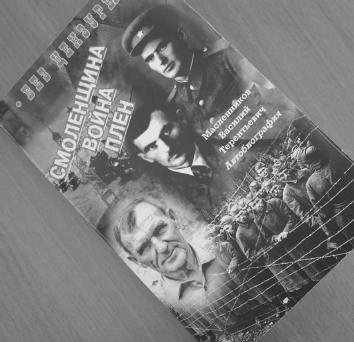 • БЕЗ ЦЕНЗУРЫ
СМОЛЕНЩИНА
ВОЙНА
ПЛЕН
Масленников
Василий
Терентьевич
Автобиография